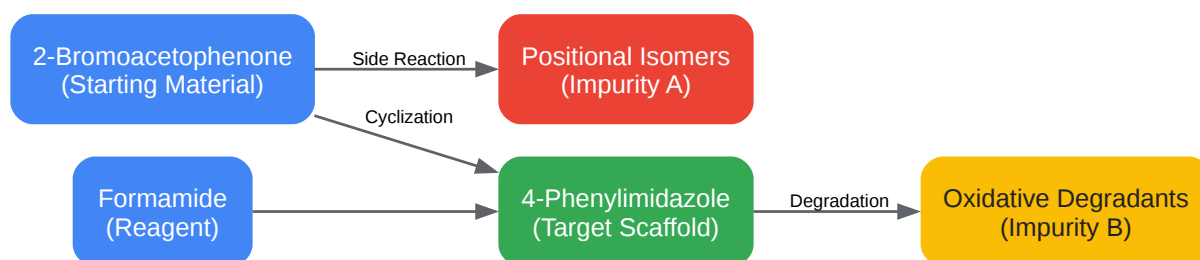 2-Bromoacetophenone
(Starting Material)
Side Reaction
Positional Isomers
(Impurity A)
Cyclization
Formamide
(Reagent)
4-Phenylimidazole
(Target Scaffold)
Degradation
Oxidative Degradants
(Impurity B)